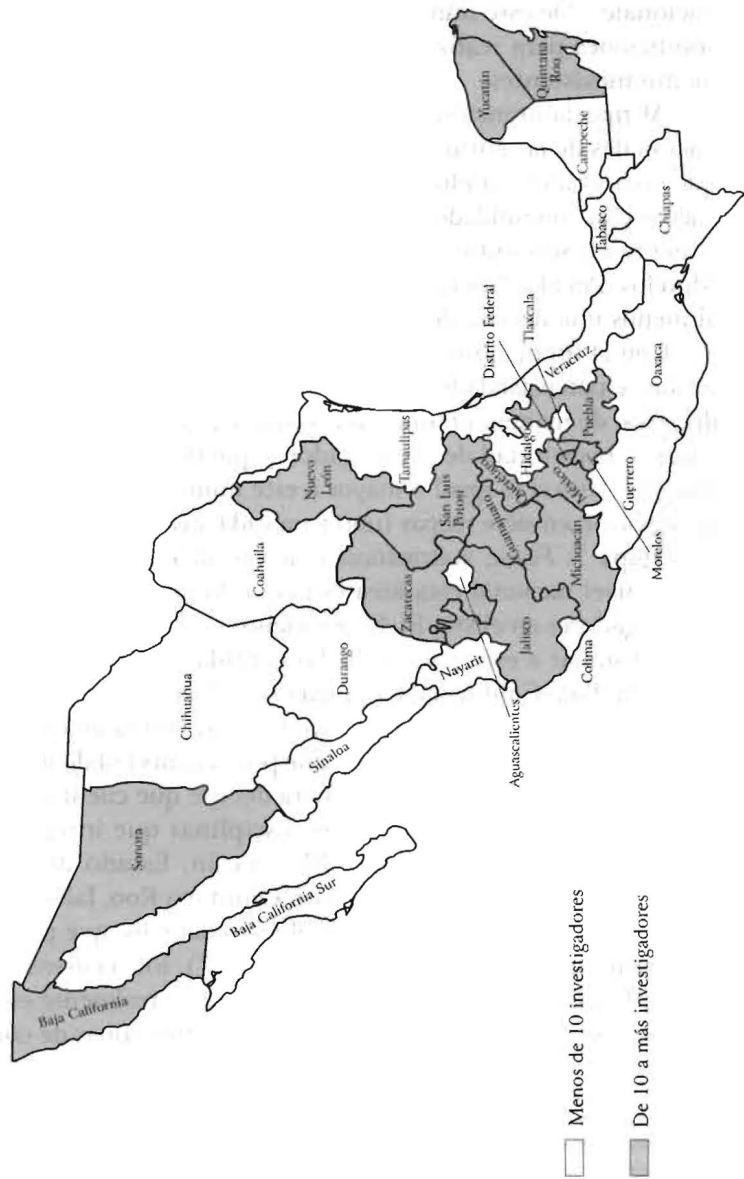 Baja California
Baja California Sur
Sonora
Chihuahua
Sinaloa
Durango
Coahuila
Nuevo
León
Tamaulipas
Zacatecas
San Luis
Potosí
Nayarit
Aguascalientes
Jalisco
Colima
Guanajuato
Querétaro
Hidalgo
Michoacán
México
Distrito Federal
Tlaxcala
Morelos
Puebla
Veracruz
Guerrero
Oaxaca
Tabasco
Chiapas
Campeche
Yucatán
Quintana
Roo
Menos de 10 investigadores
De 10 a más investigadores